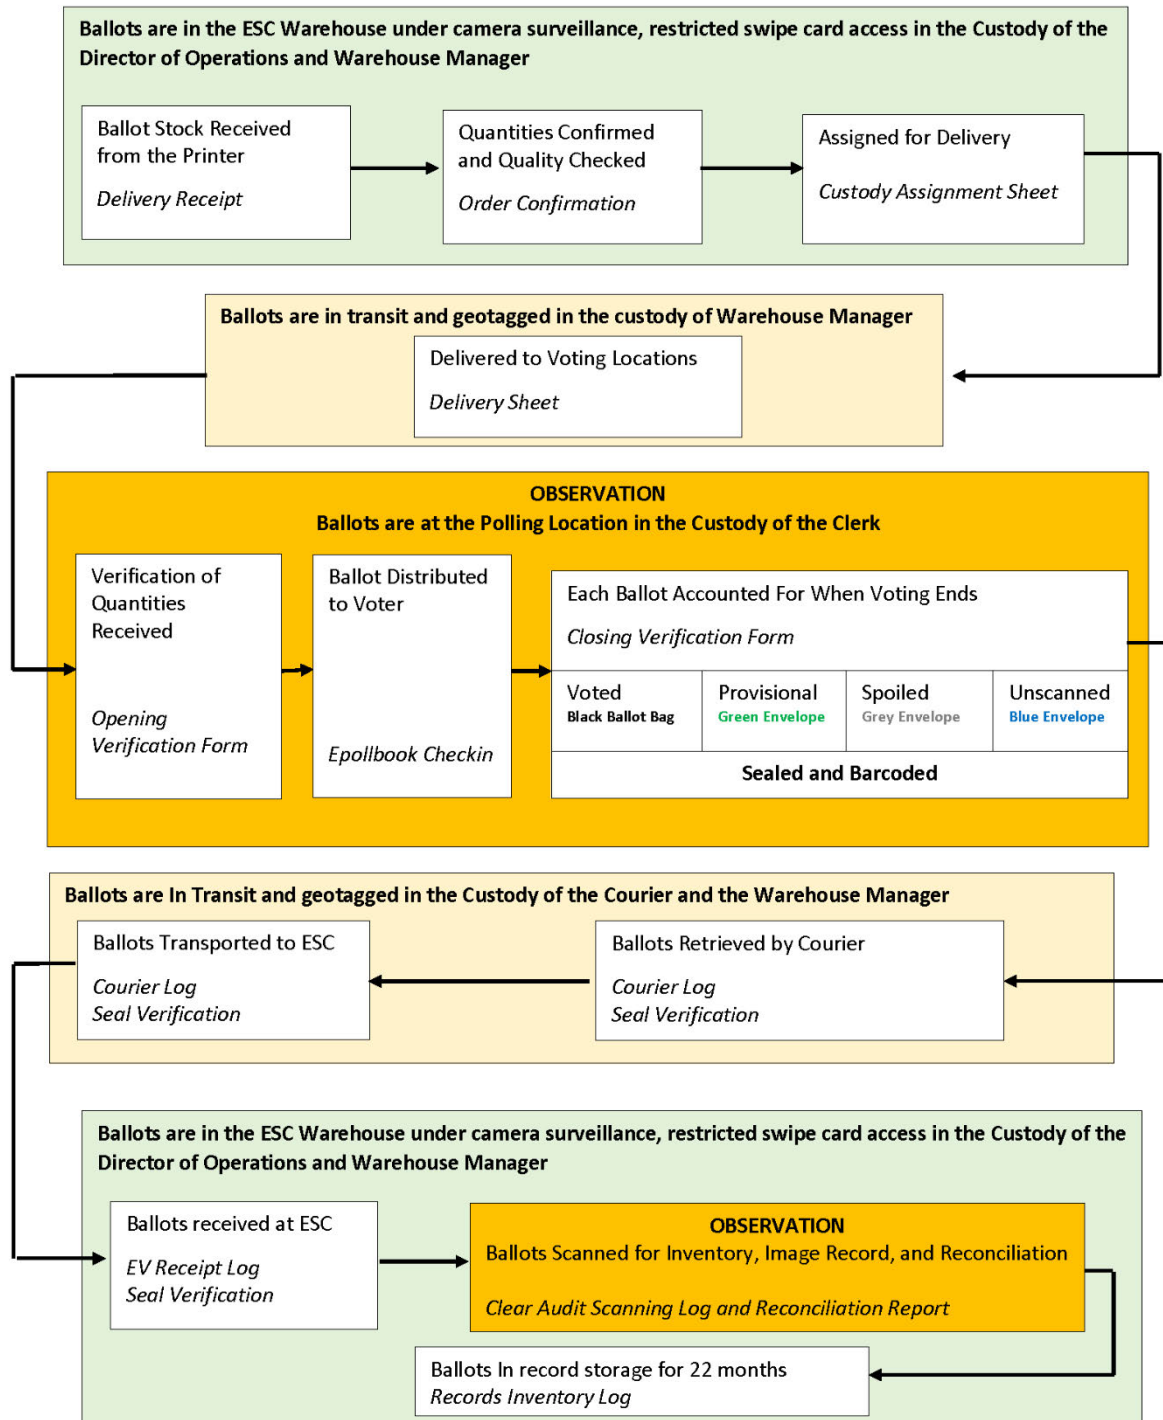 Ballots are in the ESC Warehouse under camera surveillance, restricted swipe card access in the Custody of the
Director of Operations and Warehouse Manager
Ballot Stock Received
from the Printer
Delivery Receipt
Quantities Confirmed
and Quality Checked
Order Confirmation
Assigned for Delivery
Custody Assignment Sheet
Ballots are in transit and geotagged in the custody of Warehouse Manager
Delivered to Voting Locations
Delivery Sheet
OBSERVATION
Ballots are at the Polling Location in the Custody of the Clerk
Verification of
Quantities
Received
Opening
Verification Form
Ballot Distributed
to Voter
Epollbook Checkin
Each Ballot Accounted For When Voting Ends
Closing Verification Form
Voted
Black Ballot Bag
Provisional
Green Envelope
Spoiled
Grey Envelope
Unscanned
Blue Envelope
Sealed and Barcoded
Ballots are In Transit and geotagged in the Custody of the Courier and the Warehouse Manager
Ballots Transported to ESC
Courier Log
Seal Verification
Ballots Retrieved by Courier
Courier Log
Seal Verification
Ballots are in the ESC Warehouse under camera surveillance, restricted swipe card access in the Custody of the
Director of Operations and Warehouse Manager
Ballots received at ESC
EV Receipt Log
Seal Verification
OBSERVATION
Ballots Scanned for Inventory, Image Record, and Reconciliation
Clear Audit Scanning Log and Reconciliation Report
Ballots In record storage for 22 months
Records Inventory Log